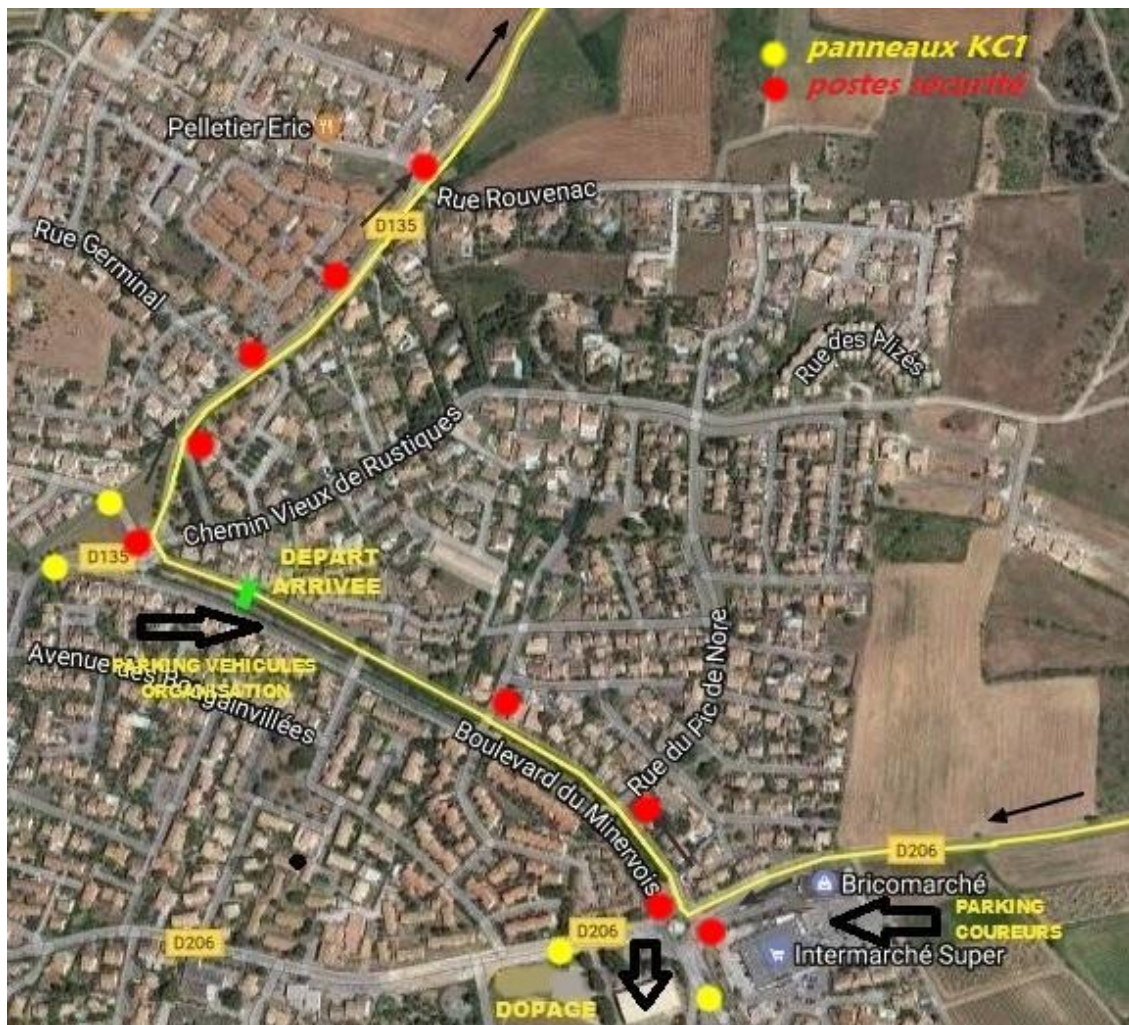 panneaux KC1
postes sécurité
Pelletier Eric
Rue Rouvenac
D135
Rue Germinal
Rue des Alizés
Chemin Vieux de Rustiques
D135
DEPART
ARRIVEE
PARKING VEHICULES
ORGANISATION
Avenue des Bougainvillées
Boulevard du Minervois
Rue du Pic de Nore
D206
Bricomarché
PARKING
COUREURS
D206
D206
Intermarché Super
DOPAGE